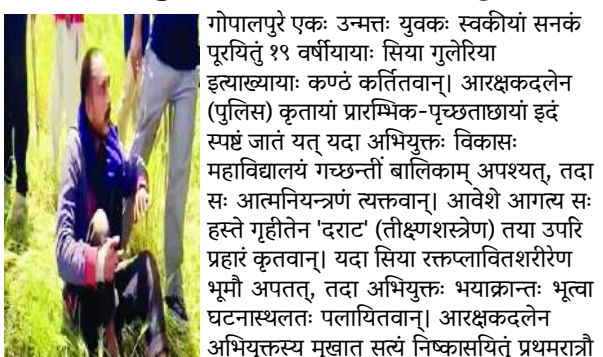 गोपालपुरे एकः उन्मत्तः युवकः स्वकीयां सनकं
पूरयितुं १९ वर्षीयायाः सिया गुलेरिया
इत्याख्यायाः कण्ठं कर्तितवान्। आरक्षकदलेन
(पुलिस) कृतायां प्रारम्भिक-पृच्छताछायां इदं
स्पष्टं जातं यत् यदा अभियुक्तः विकासः
महाविद्यालयं गच्छन्तीं बालिकाम् अपश्यत्, तदा
सः आत्मनियन्त्रणं त्यक्तवान्। आवेशे आगत्य सः
हस्ते गृहीतेन 'दराट' (तीक्ष्णशस्त्रेण) तया उपरि
प्रहारं कृतवान्। यदा सिया रक्तप्लावितशरीरेण
भूमौ अपतत्, तदा अभियुक्तः भयाक्रान्तः भूत्वा
घटनास्थलतः पलायितवान्। आरक्षकदलेन
अभियुक्तस्य मुखात् सत्यं निष्कासयितुं प्रथमरात्रौ